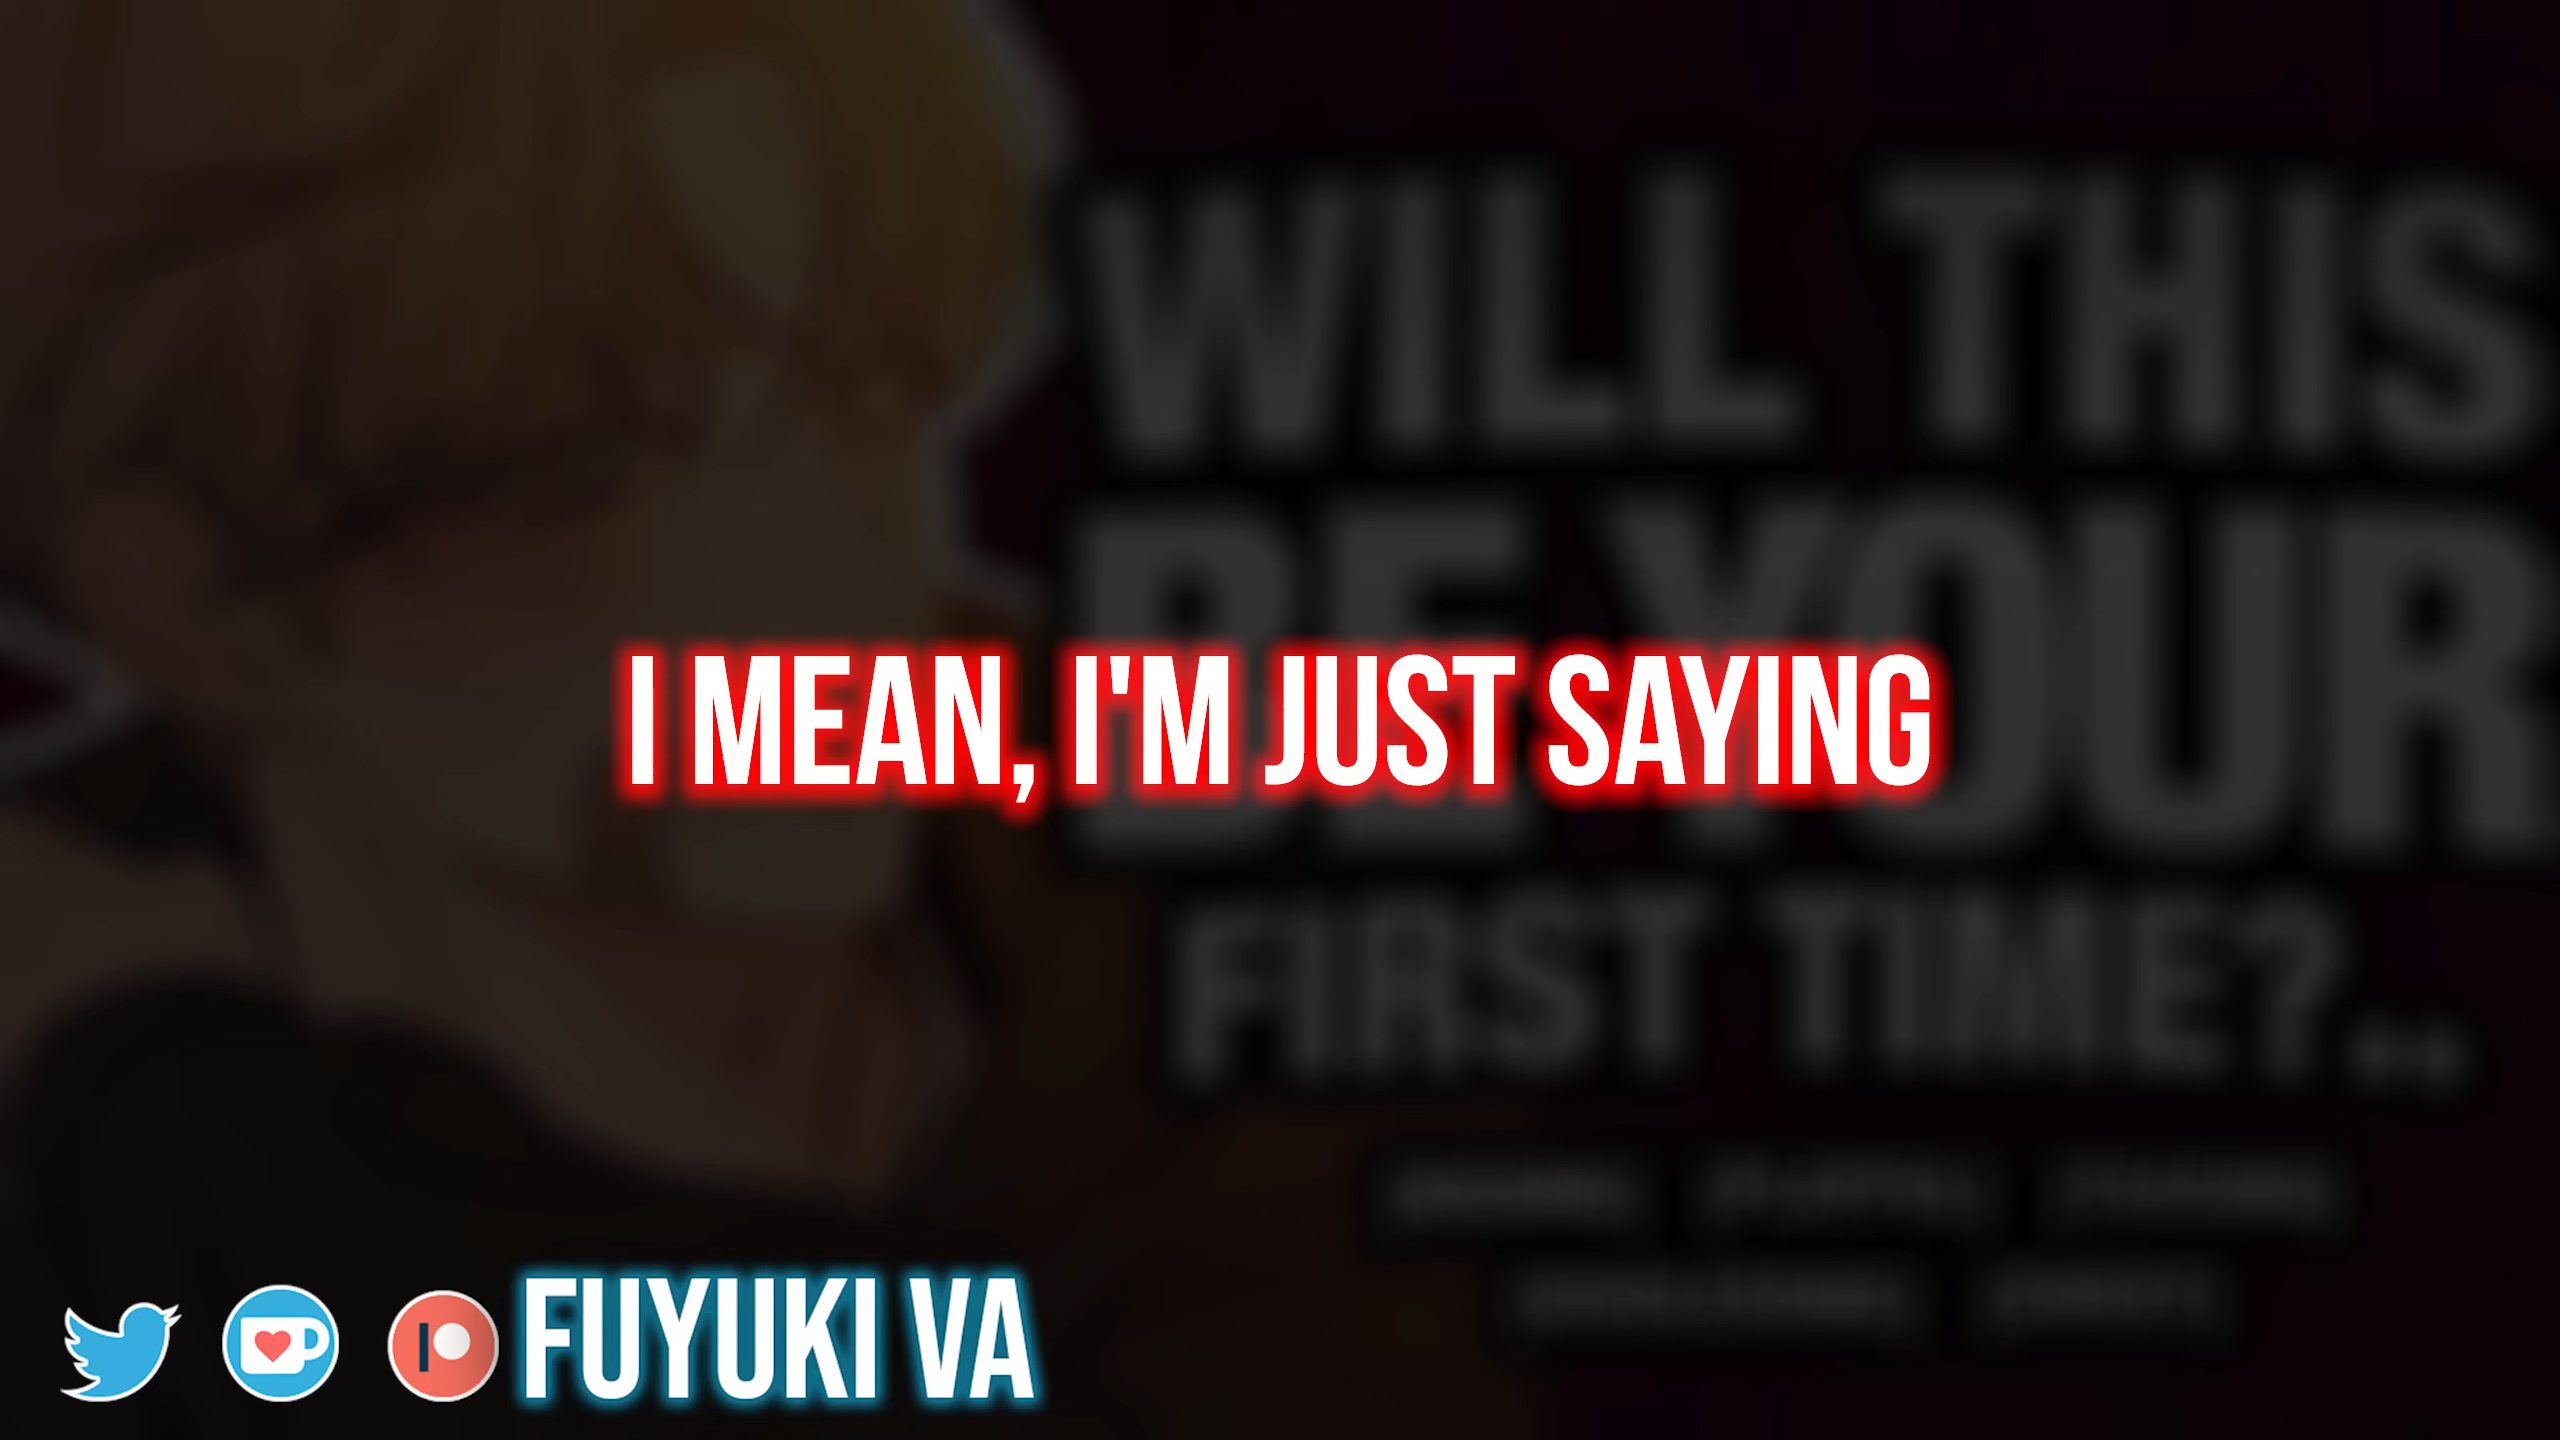 WILL THIS
BE YOUR
I MEAN, I'M JUST SAYING
FIRST TIME?..
FUYUKI VA